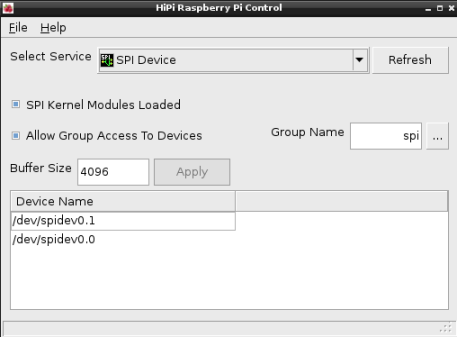 HiPi Raspberry Pi Control
File Help
Select Service SPI Device Refresh
SPI Kernel Modules Loaded
Allow Group Access To Devices Group Name spi ...
Buffer Size 4096 Apply
Device Name
/dev/spidev0.1
/dev/spidev0.0